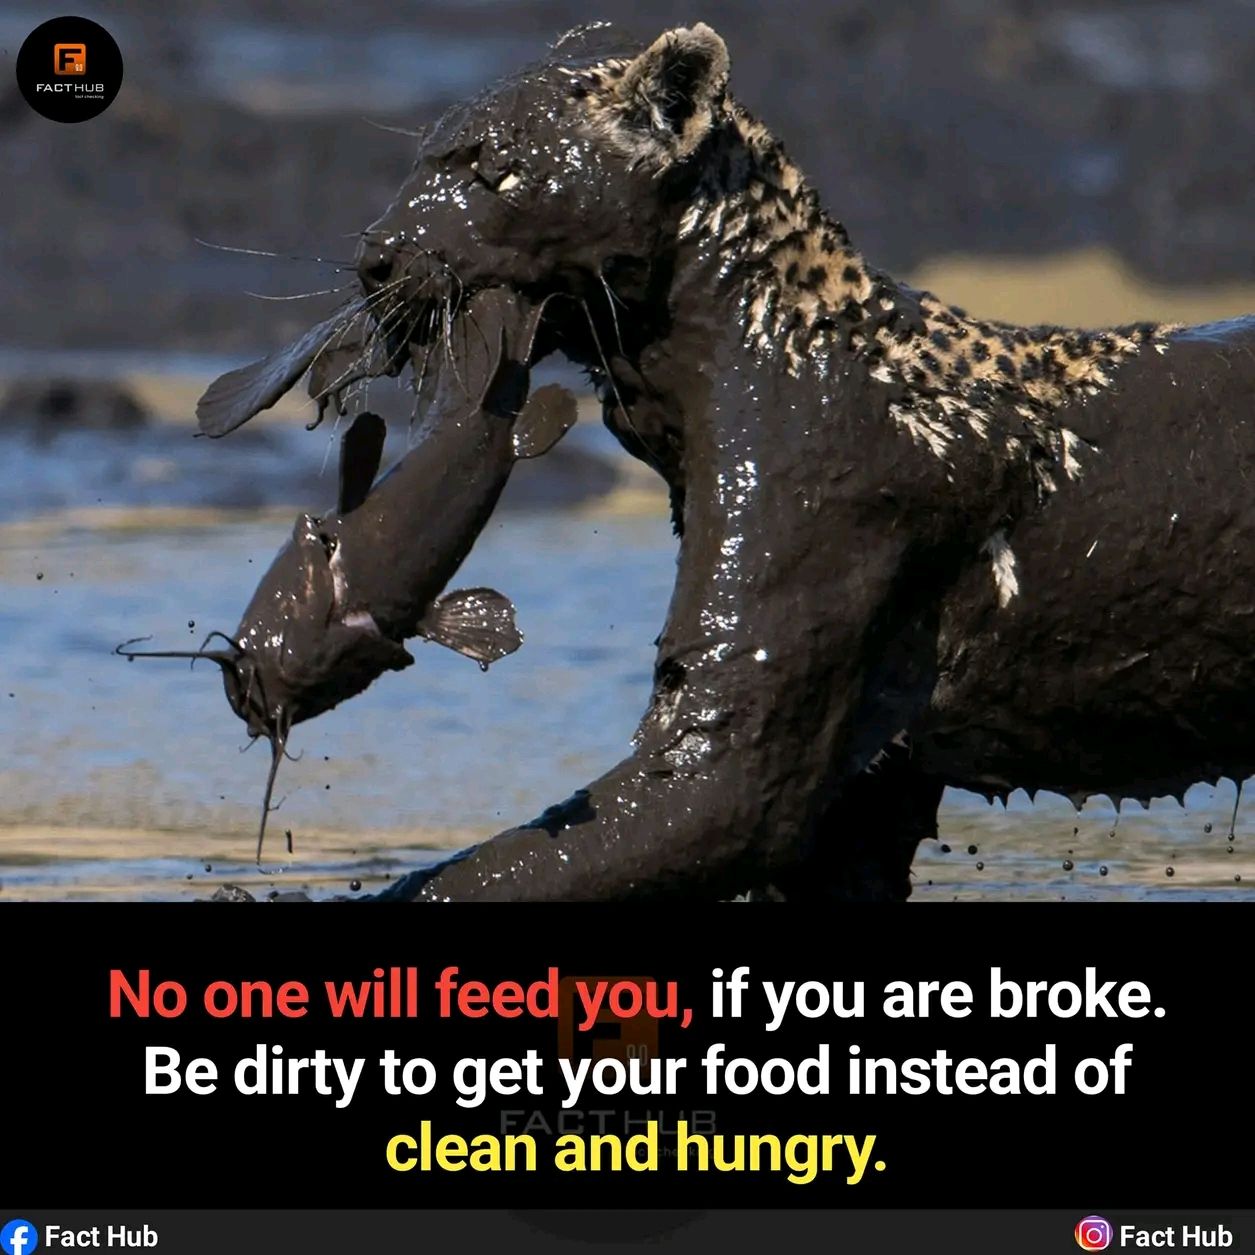 F
90
FACTHUB
fact checking
No one will feed you, if you are broke.
Be dirty to get your food instead of
clean and hungry.
FACTHUB
Fact Hub
Fact Hub